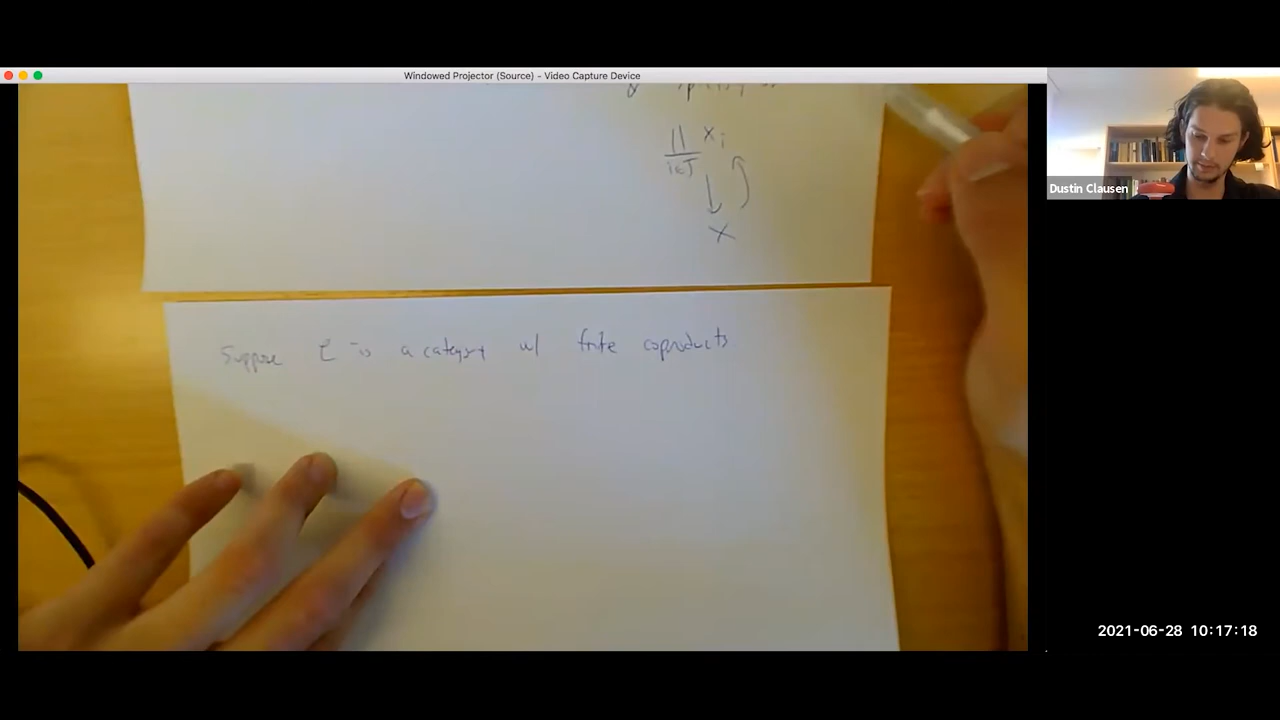 Windowed Projector (Source) - Video Capture Device
∐ X_i
i∈I
X
Dustin Clausen
Suppose C is a category w/ finite coproducts
2021-06-28 10:17:18